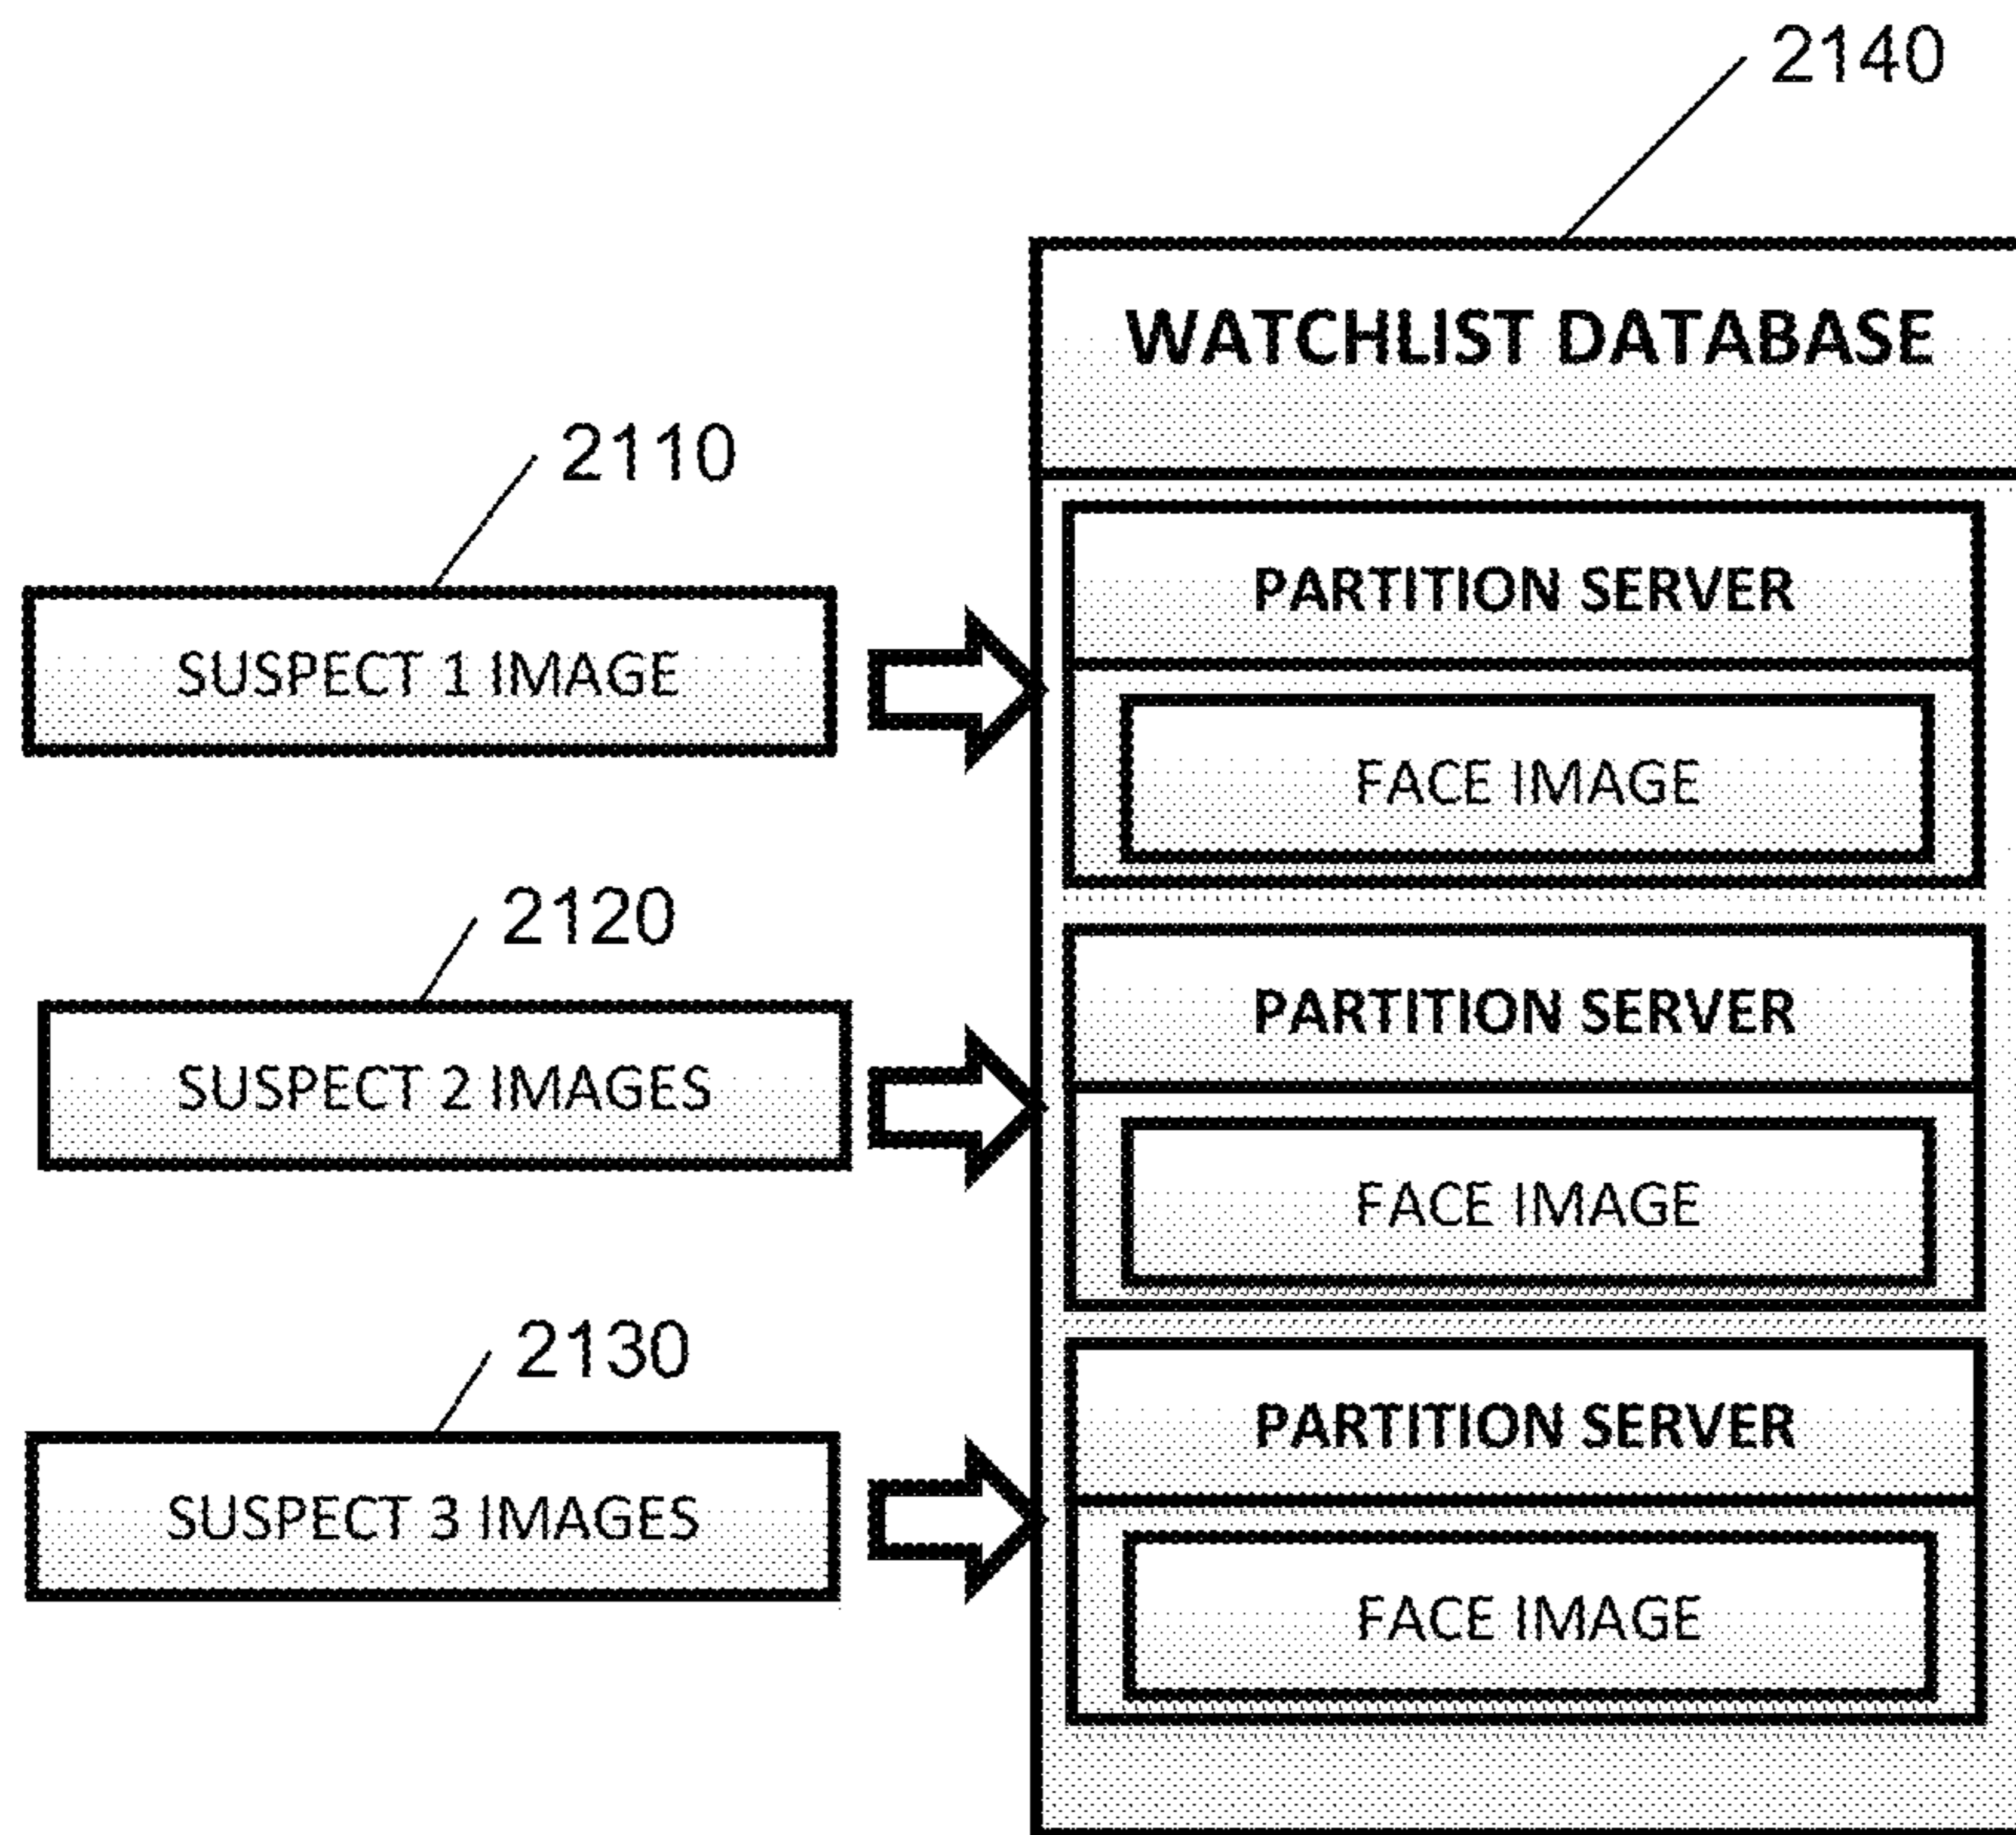 2140
WATCHLIST DATABASE
2110
SUSPECT 1 IMAGE
PARTITION SERVER
FACE IMAGE
2120
SUSPECT 2 IMAGES
PARTITION SERVER
FACE IMAGE
2130
SUSPECT 3 IMAGES
PARTITION SERVER
FACE IMAGE